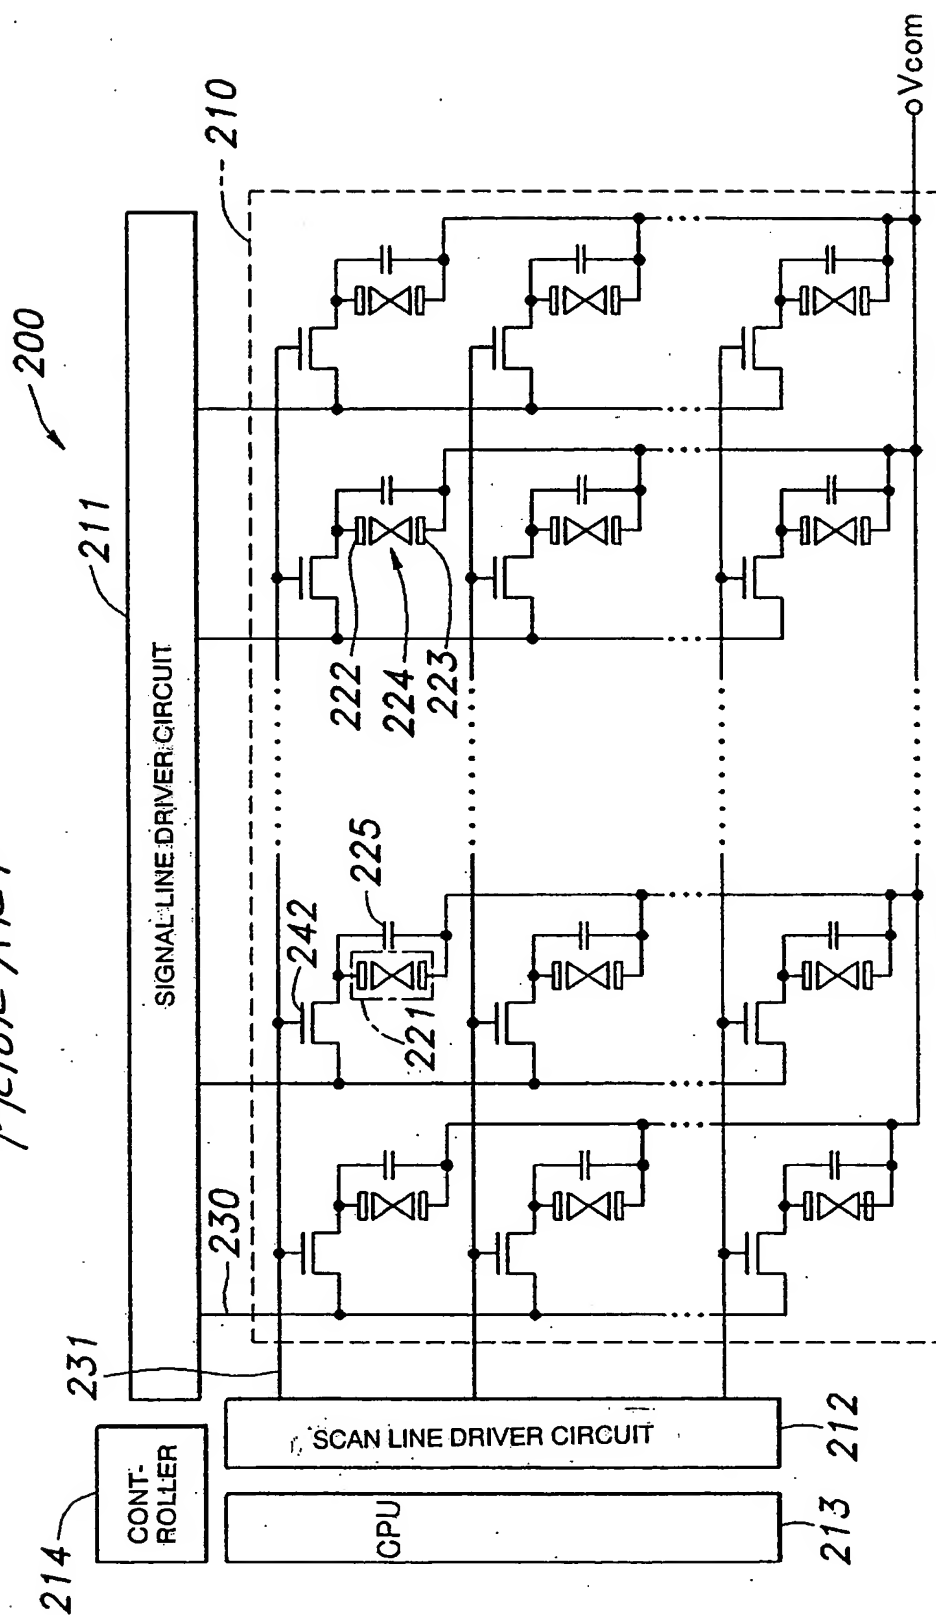 200
214
CONT-
ROLLER
231
SIGNAL LINE DRIVER CIRCUIT
211
230
210
CPU
SCAN LINE DRIVER CIRCUIT
242
225
221
222
224
223
213
212
Vcom